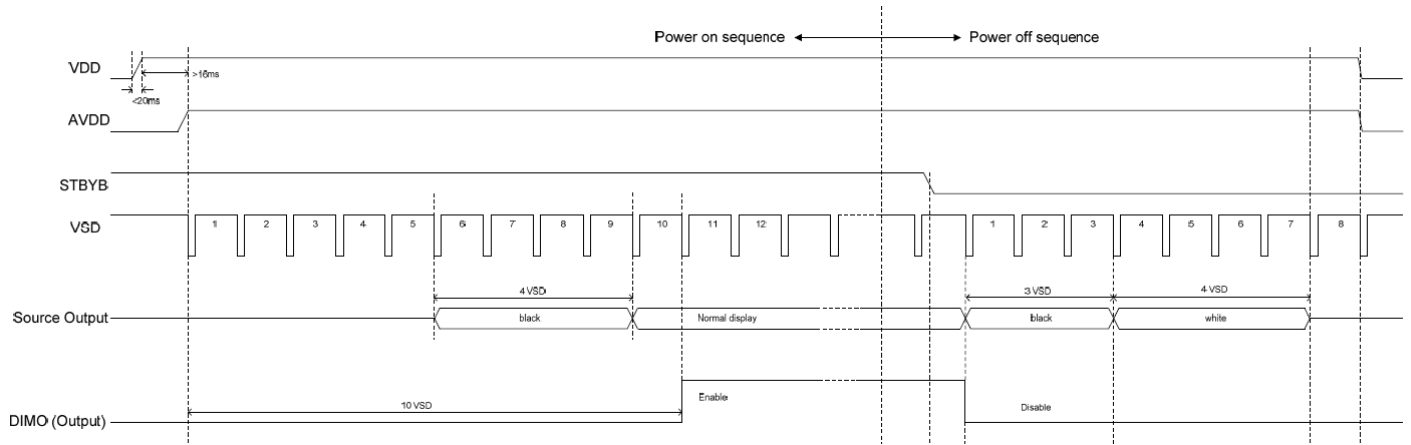 Power on sequence
Power off sequence
VDD
>16ms
<20ms
AVDD
STBYB
VSD
1 2 3 4 5 6 7 8 9 10 11 12 1 2 3 4 5 6 7 8
4 VSD
3 VSD
4 VSD
Source Output
black
Normal display
black
white
10 VSD
Enable
Disable
DIMO (Output)